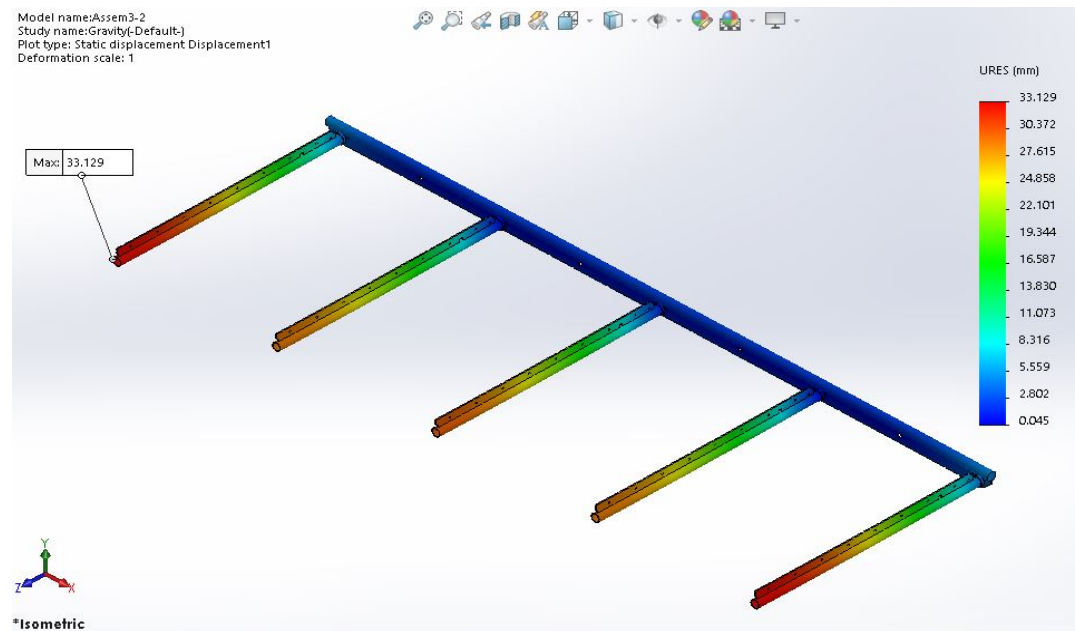 Model name:Assem3-2
Study name:Gravity(-Default-)
Plot type: Static displacement Displacement1
Deformation scale: 1
URES (mm)
33.129
30.372
27.615
24.858
22.101
19.344
16.587
13.830
11.073
8.316
5.559
2.802
0.045
Max: 33.129
Y
Z
X
*Isometric